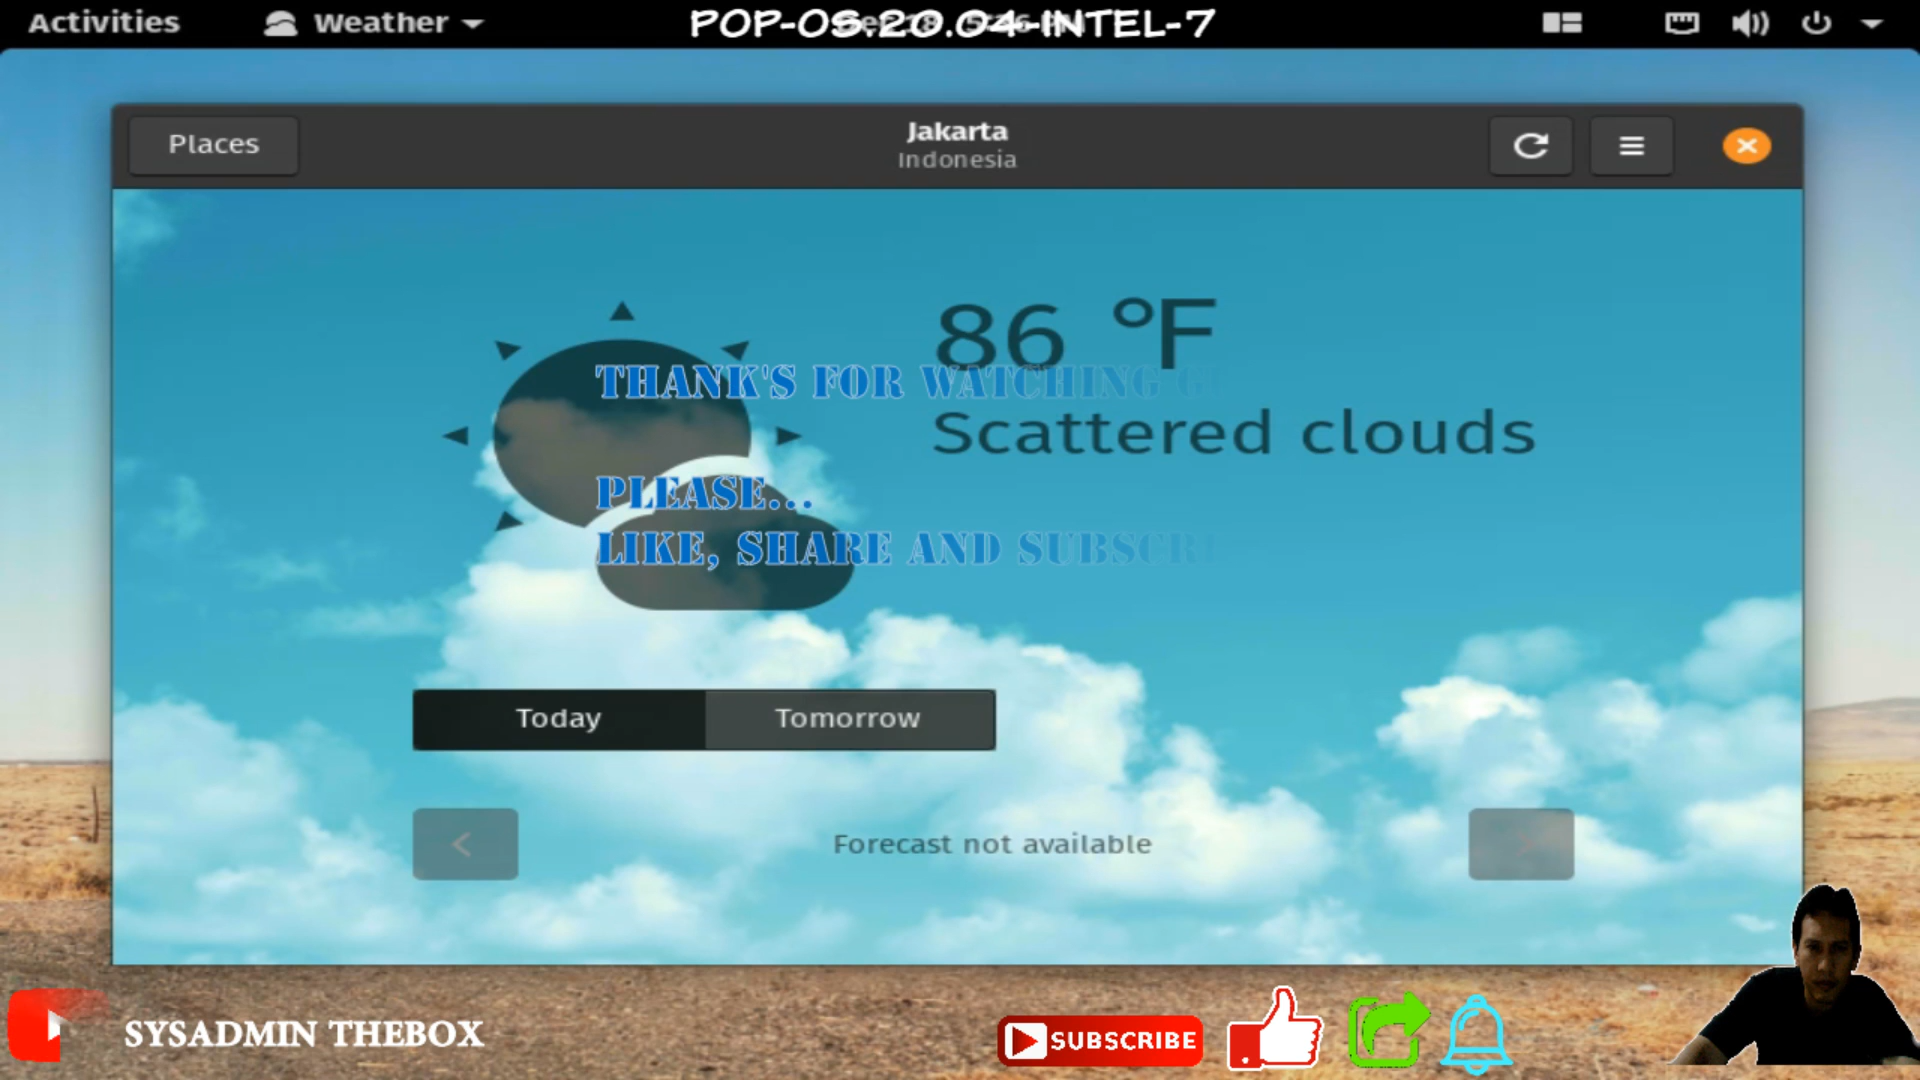 Activities
Weather
POP-OS.20.04-INTEL-7
Places
Jakarta
Indonesia
86 °F
THANK'S FOR WATCHING
Scattered clouds
PLEASE...
LIKE, SHARE AND
Today Tomorrow
Forecast not available
SYSADMIN THEBOX
SUBSCRIBE